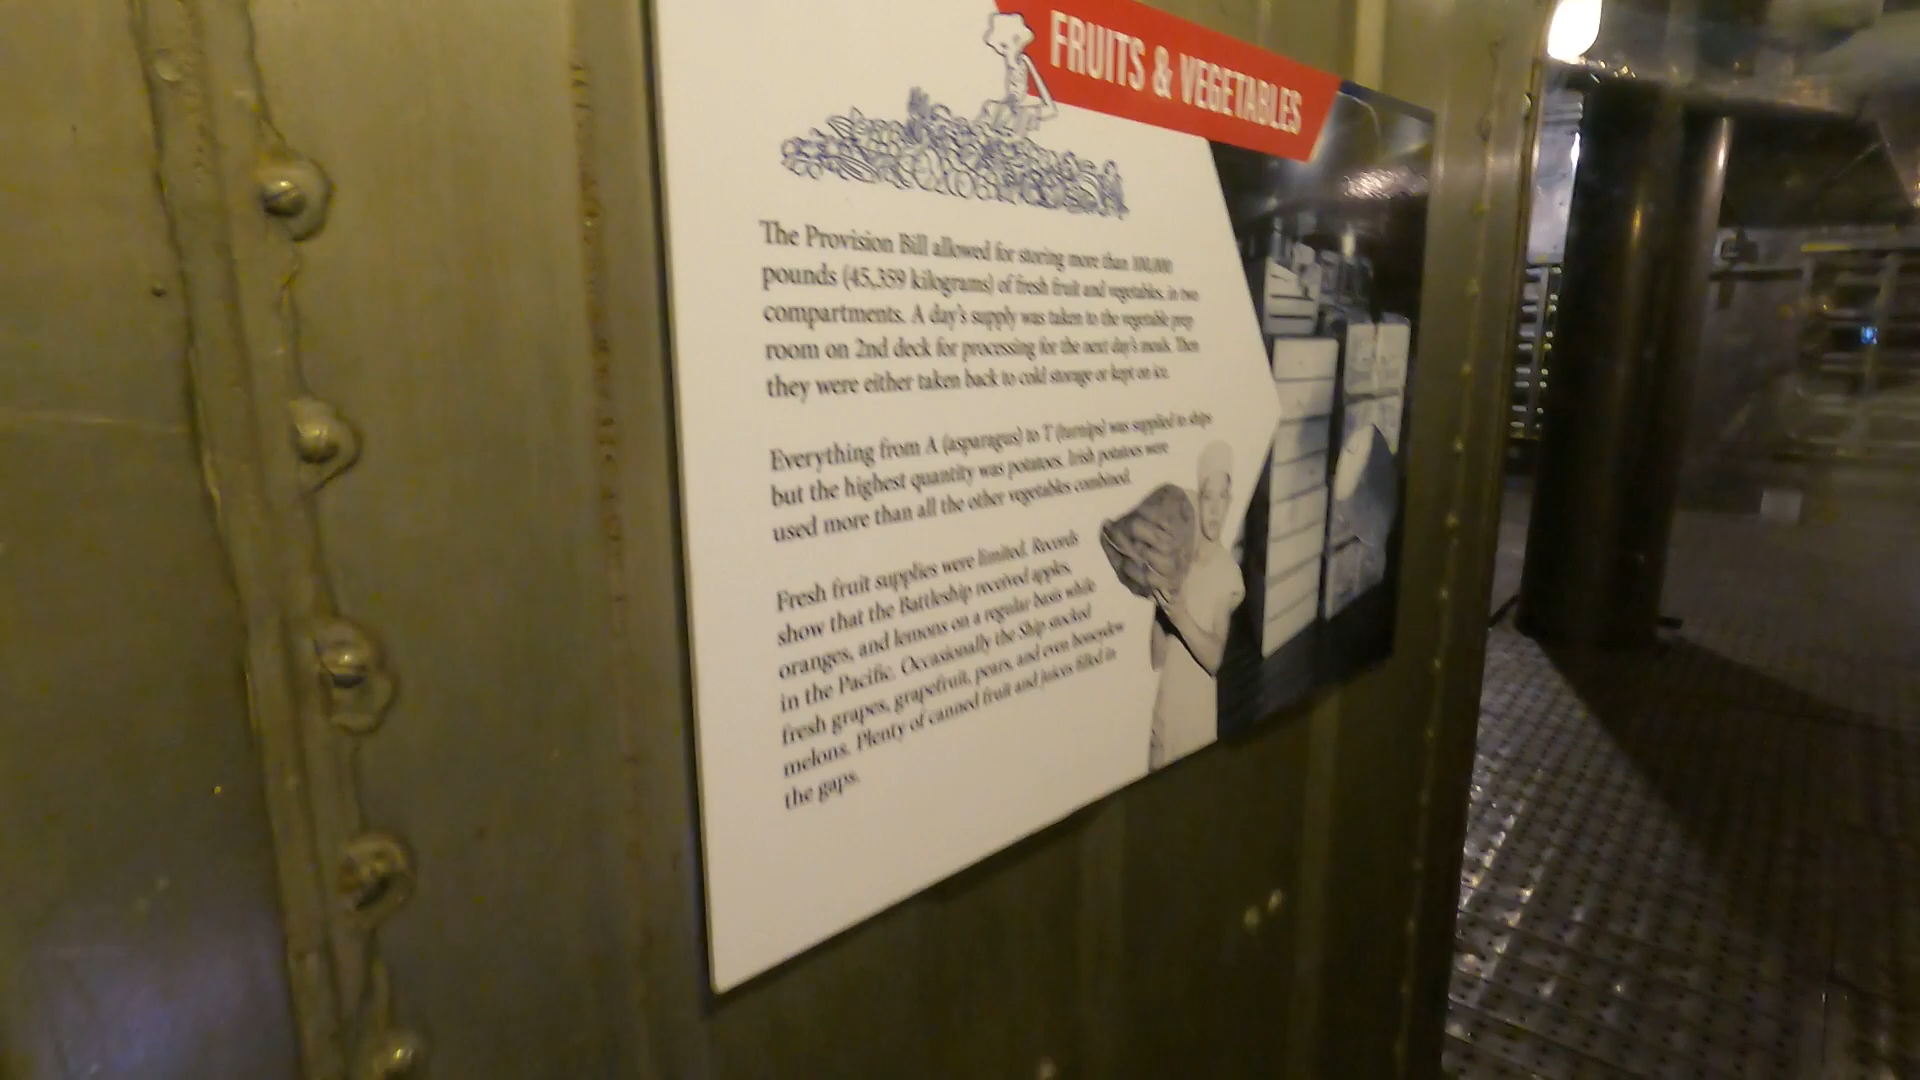 FRUITS & VEGETABLES
The Provision Bill allowed for storing more than 100,000
pounds (45,359 kilograms) of fresh fruit and vegetables, in two
compartments. A day's supply was taken to the vegetable prep
room on 2nd deck for processing for the next day's meals. Then
they were either taken back to cold storage or kept on ice.
Everything from A (asparagus) to T (turnips) was supplied to ships
but the highest quantity was potatoes. Irish potatoes were
used more than all the other vegetables combined.
Fresh fruit supplies were limited. Records
show that the Battleship received apples,
oranges, and lemons on a regular basis while
in the Pacific. Occasionally the Ship stocked
fresh grapes, grapefruit, pears, and even honeydew
melons. Plenty of canned fruit and juices filled in
the gaps.